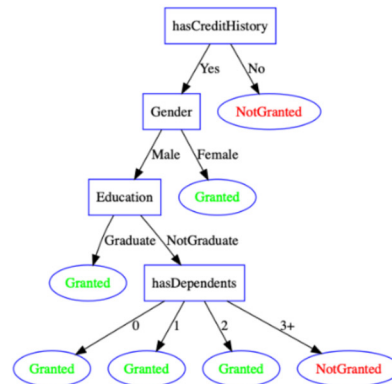 hasCreditHistory
Yes No
Gender NotGranted
Male Female
Education Granted
Graduate NotGraduate
Granted hasDependents
0 1 2 3+
Granted Granted Granted NotGranted